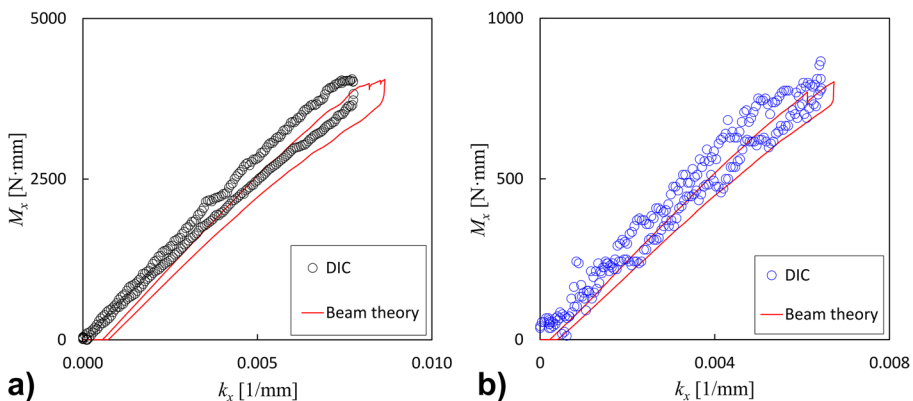 5000
2500
0
M_x [N·mm]
0.000
0.005
0.010
k_x [1/mm]
DIC
Beam theory
a)
1000
500
0
M_x [N·mm]
0
0.004
0.008
k_x [1/mm]
DIC
Beam theory
b)